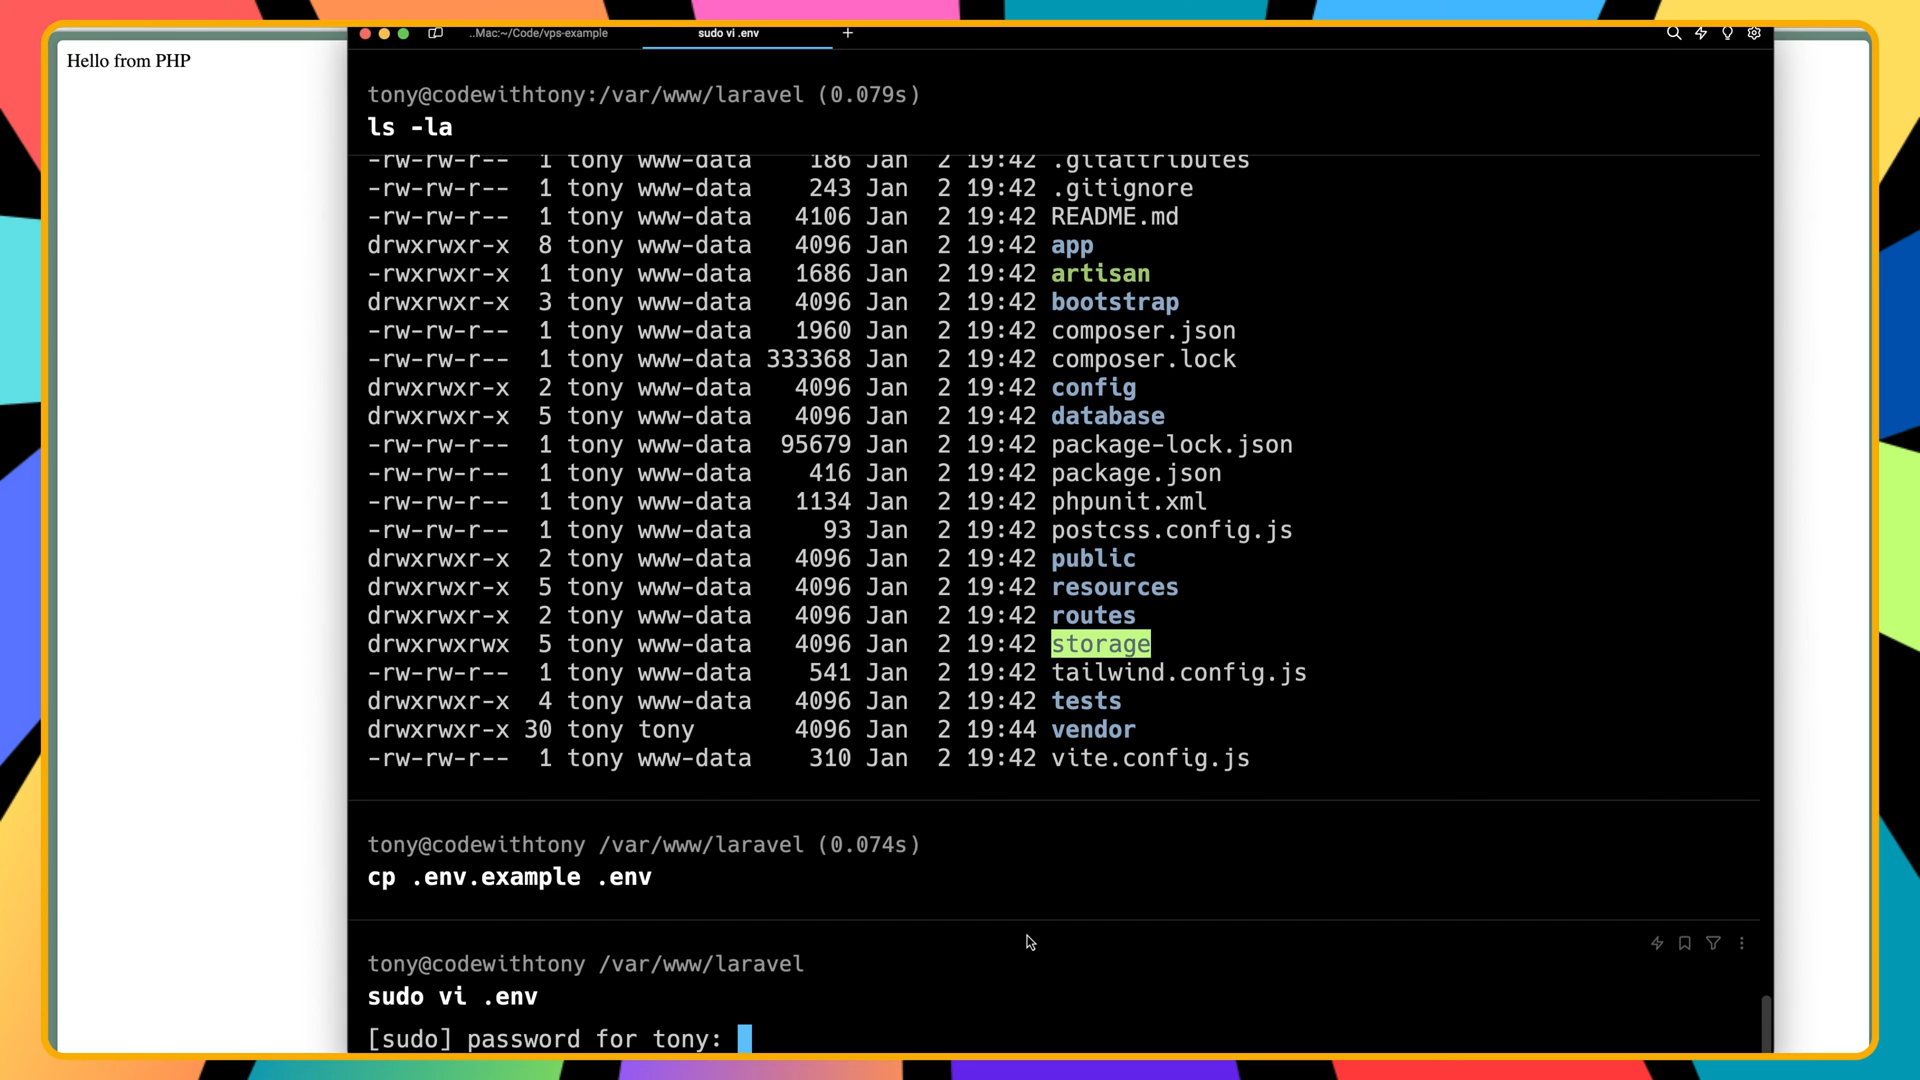 ..Mac:~/Code/vps-example
sudo vi .env
Hello from PHP
tony@codewithtony:/var/www/laravel (0.079s)
ls -la
-rw-rw-r-- 1 tony www-data 186 Jan 2 19:42 .gitattributes
-rw-rw-r-- 1 tony www-data 243 Jan 2 19:42 .gitignore
-rw-rw-r-- 1 tony www-data 4106 Jan 2 19:42 README.md
drwxrwxr-x 8 tony www-data 4096 Jan 2 19:42 app
-rwxrwxr-x 1 tony www-data 1686 Jan 2 19:42 artisan
drwxrwxr-x 3 tony www-data 4096 Jan 2 19:42 bootstrap
-rw-rw-r-- 1 tony www-data 1960 Jan 2 19:42 composer.json
-rw-rw-r-- 1 tony www-data 333368 Jan 2 19:42 composer.lock
drwxrwxr-x 2 tony www-data 4096 Jan 2 19:42 config
drwxrwxr-x 5 tony www-data 4096 Jan 2 19:42 database
-rw-rw-r-- 1 tony www-data 95679 Jan 2 19:42 package-lock.json
-rw-rw-r-- 1 tony www-data 416 Jan 2 19:42 package.json
-rw-rw-r-- 1 tony www-data 1134 Jan 2 19:42 phpunit.xml
-rw-rw-r-- 1 tony www-data 93 Jan 2 19:42 postcss.config.js
drwxrwxr-x 2 tony www-data 4096 Jan 2 19:42 public
drwxrwxr-x 5 tony www-data 4096 Jan 2 19:42 resources
drwxrwxr-x 2 tony www-data 4096 Jan 2 19:42 routes
drwxrwxrwx 5 tony www-data 4096 Jan 2 19:42 storage
-rw-rw-r-- 1 tony www-data 541 Jan 2 19:42 tailwind.config.js
drwxrwxr-x 4 tony www-data 4096 Jan 2 19:42 tests
drwxrwxr-x 30 tony tony 4096 Jan 2 19:44 vendor
-rw-rw-r-- 1 tony www-data 310 Jan 2 19:42 vite.config.js
tony@codewithtony /var/www/laravel (0.074s)
cp .env.example .env
tony@codewithtony /var/www/laravel
sudo vi .env
[sudo] password for tony: